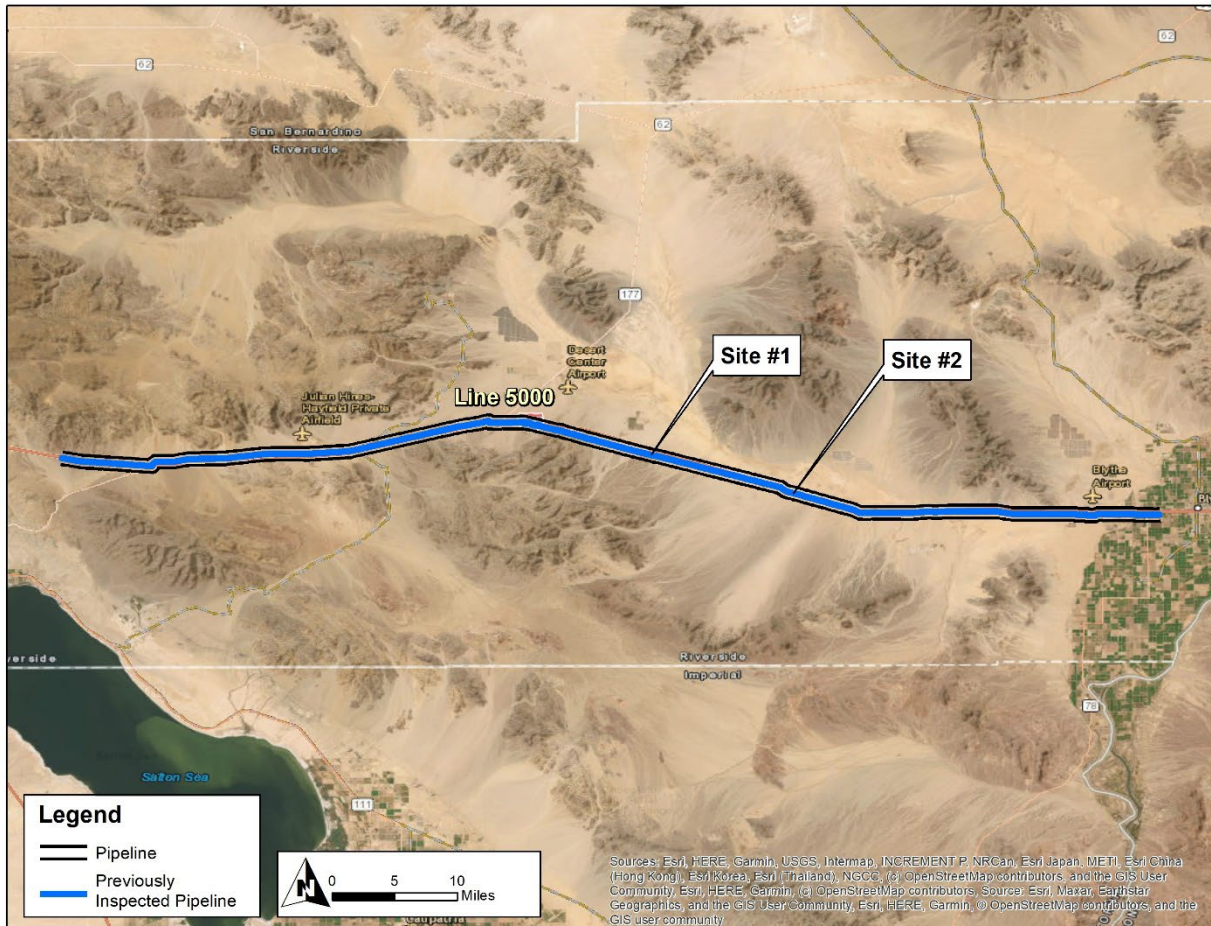 62
62
San Bernardino
Riverside
62
177
Desert
Center
Airport
Site #1
Site #2
Julian Hinds-
Hayfield Private
Airfield
Line 5000
Blythe
Airport
Riverside
Imperial
78
Salton Sea
111
Legend
Pipeline
Previously
Inspected Pipeline
N
0 5 10
Miles
Sources: Esri, HERE, Garmin, USGS, Intermap, INCREMENT P, NRCan, Esri Japan, METI, Esri China
(Hong Kong), Esri Korea, Esri (Thailand), NGCC, (c) OpenStreetMap contributors, and the GIS User
Community, Esri, HERE, Garmin, (c) OpenStreetMap contributors, Source: Esri, Maxar, Earthstar
Geographics, and the GIS User Community, Esri, HERE, Garmin, © OpenStreetMap contributors, and the
GIS user community